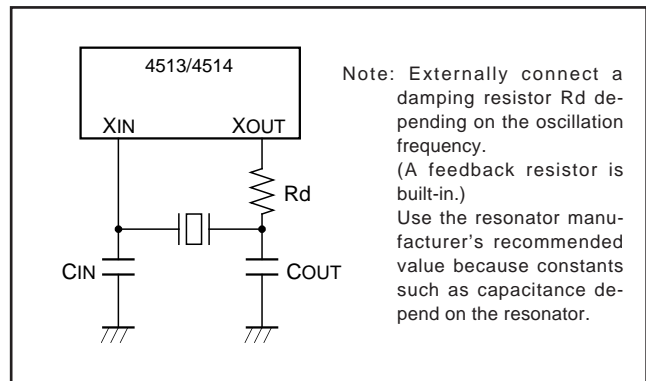 4513/4514
XIN
XOUT
Rd
CIN
COUT
Note: Externally connect a
damping resistor Rd de-
pending on the oscillation
frequency.
(A feedback resistor is
built-in.)
Use the resonator manu-
facturer's recommended
value because constants
such as capacitance de-
pend on the resonator.